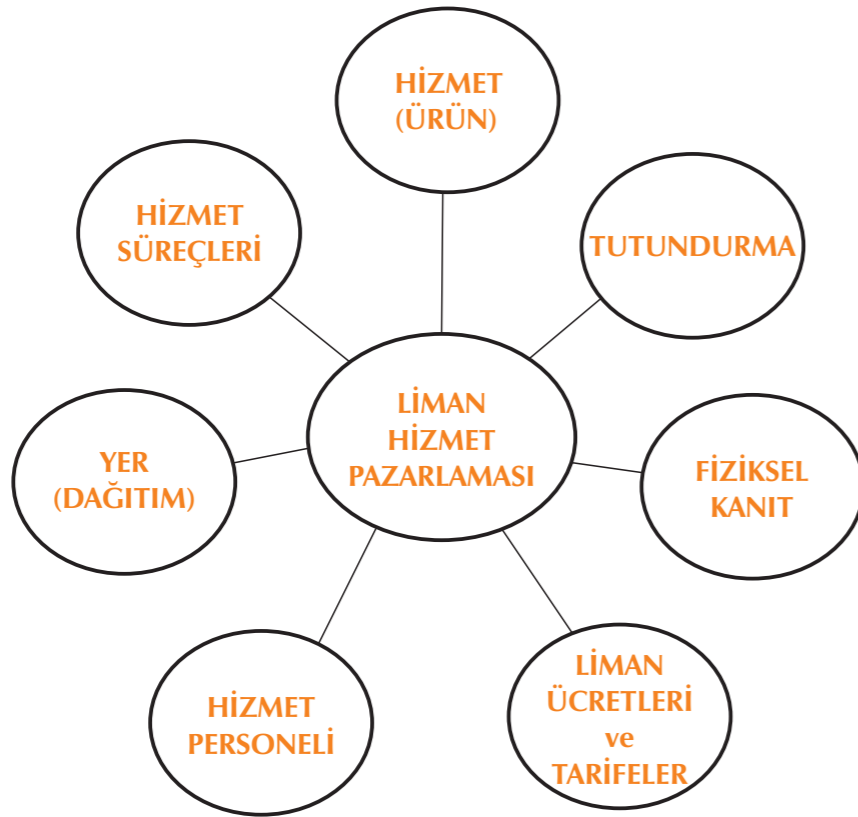 HİZMET
(ÜRÜN)
TUTUNDURMA
FİZİKSEL
KANIT
LİMAN
ÜCRETLERİ
ve
TARİFELER
HİZMET
PERSONELİ
YER
(DAĞITIM)
HİZMET
SÜREÇLERİ
LİMAN
HİZMET
PAZARLAMASI